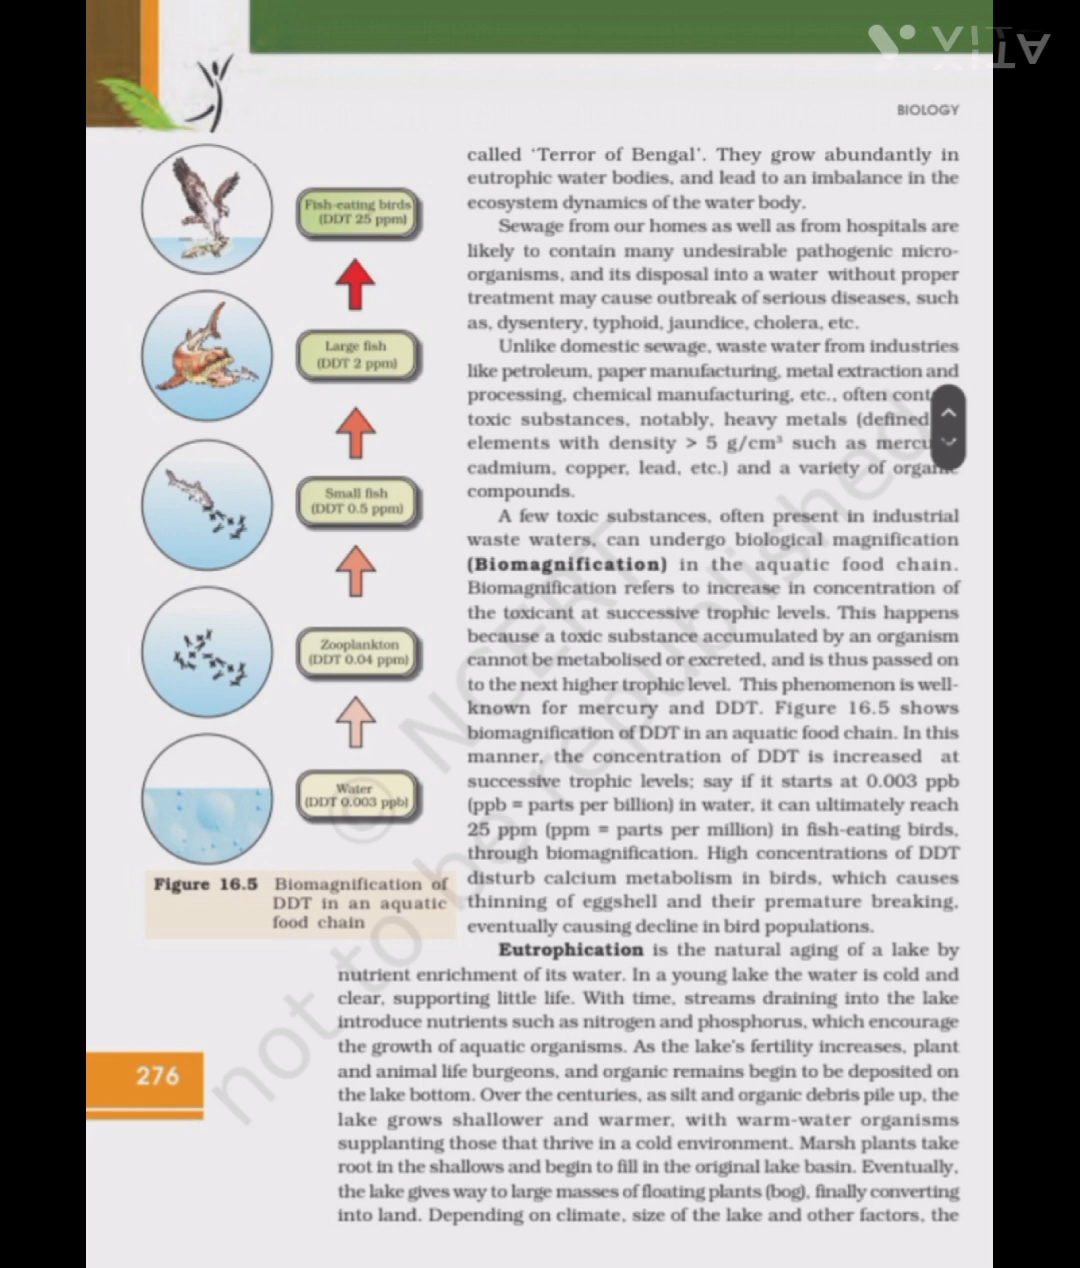 VITA
BIOLOGY
Fish-eating birds
(DDT 25 ppm)
Large fish
(DDT 2 ppm)
Small fish
(DDT 0.5 ppm)
Zooplankton
(DDT 0.04 ppm)
Water
(DDT 0.003 ppb)
Figure 16.5 Biomagnification of
DDT in an aquatic
food chain
called ‘Terror of Bengal’. They grow abundantly in
eutrophic water bodies, and lead to an imbalance in the
ecosystem dynamics of the water body.
Sewage from our homes as well as from hospitals are
likely to contain many undesirable pathogenic micro-
organisms, and its disposal into a water without proper
treatment may cause outbreak of serious diseases, such
as, dysentery, typhoid, jaundice, cholera, etc.
Unlike domestic sewage, waste water from industries
like petroleum, paper manufacturing, metal extraction and
processing, chemical manufacturing, etc., often
toxic substances, notably, heavy metals (defined
elements with density > 5 g/cm³ such as
cadmium, copper, lead, etc.) and a variety of organic
compounds.
A few toxic substances, often present in industrial
waste waters, can undergo biological magnification
(Biomagnification) in the aquatic food chain.
Biomagnification refers to increase in concentration of
the toxicant at successive trophic levels. This happens
because a toxic substance accumulated by an organism
cannot be metabolised or excreted, and is thus passed on
to the next higher trophic level. This phenomenon is well-
known for mercury and DDT. Figure 16.5 shows
biomagnification of DDT in an aquatic food chain. In this
manner, the concentration of DDT is increased at
successive trophic levels; say if it starts at 0.003 ppb
(ppb = parts per billion) in water, it can ultimately reach
25 ppm (ppm = parts per million) in fish-eating birds,
through biomagnification. High concentrations of DDT
disturb calcium metabolism in birds, which causes
thinning of eggshell and their premature breaking,
eventually causing decline in bird populations.
Eutrophication is the natural aging of a lake by
nutrient enrichment of its water. In a young lake the water is cold and
clear, supporting little life. With time, streams draining into the lake
introduce nutrients such as nitrogen and phosphorus, which encourage
the growth of aquatic organisms. As the lake's fertility increases, plant
and animal life burgeons, and organic remains begin to be deposited on
the lake bottom. Over the centuries, as silt and organic debris pile up, the
lake grows shallower and warmer, with warm-water organisms
supplanting those that thrive in a cold environment. Marsh plants take
root in the shallows and begin to fill in the original lake basin. Eventually,
the lake gives way to large masses of floating plants (bog), finally converting
into land. Depending on climate, size of the lake and other factors, the
276
© NCERT
not to be republished